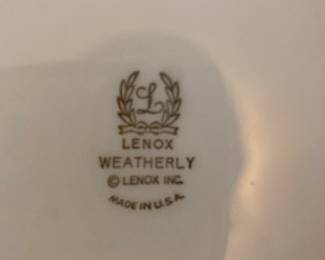 L
LENOX
WEATHERLY
© LENOX INC.
MADE IN U.S.A.